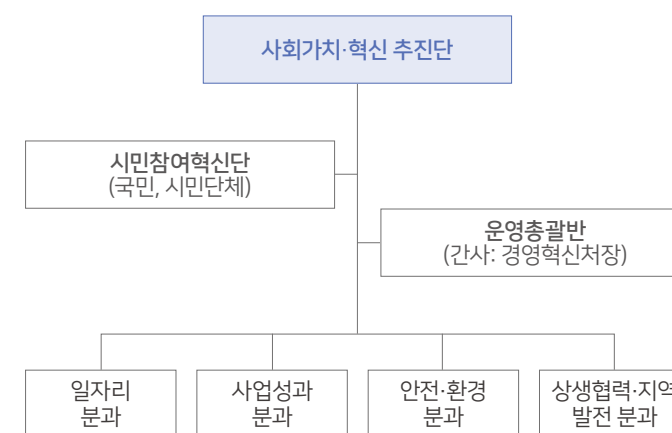 사회가치·혁신 추진단
시민참여혁신단
(국민, 시민단체)
운영총괄반
(간사: 경영혁신처장)
일자리
분과
사업성과
분과
안전·환경
분과
상생협력·지역
발전 분과